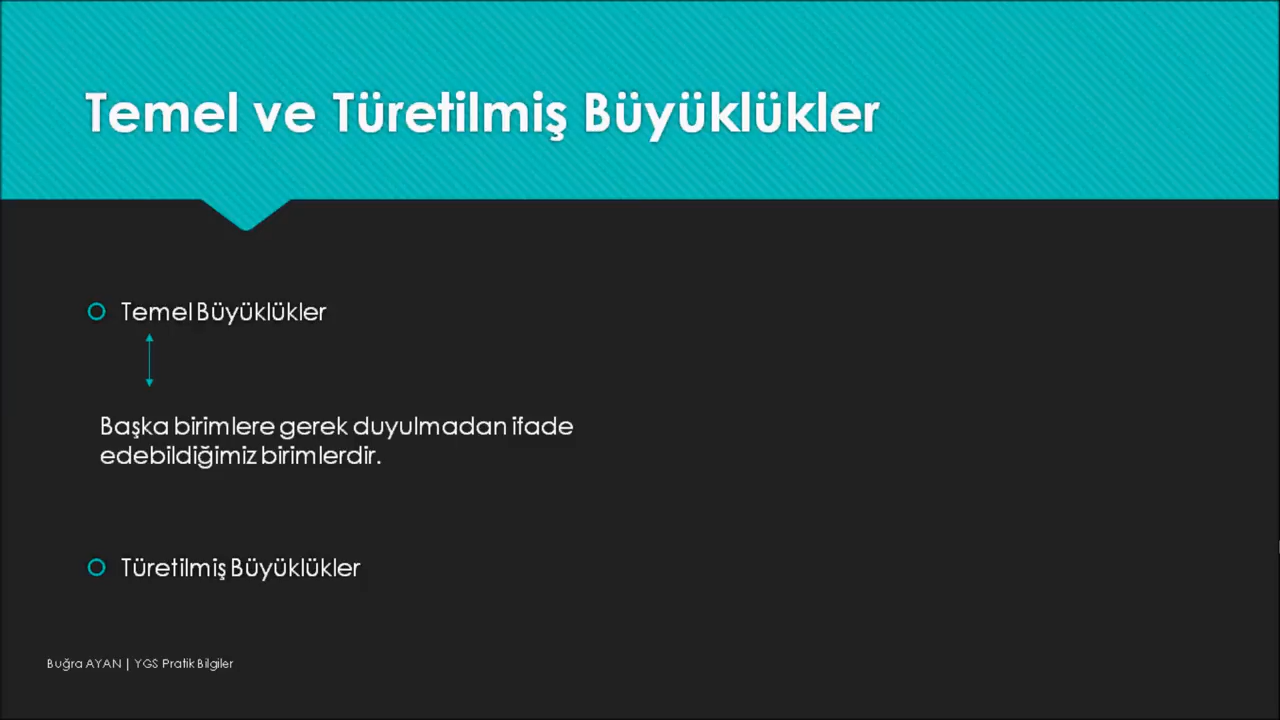 Temel ve Türetilmiş Büyüklükler
Temel Büyüklükler
Başka birimlere gerek duyulmadan ifade
edebildiğimiz birimlerdir.
Türetilmiş Büyüklükler
Buğra AYAN | YGS Pratik Bilgiler